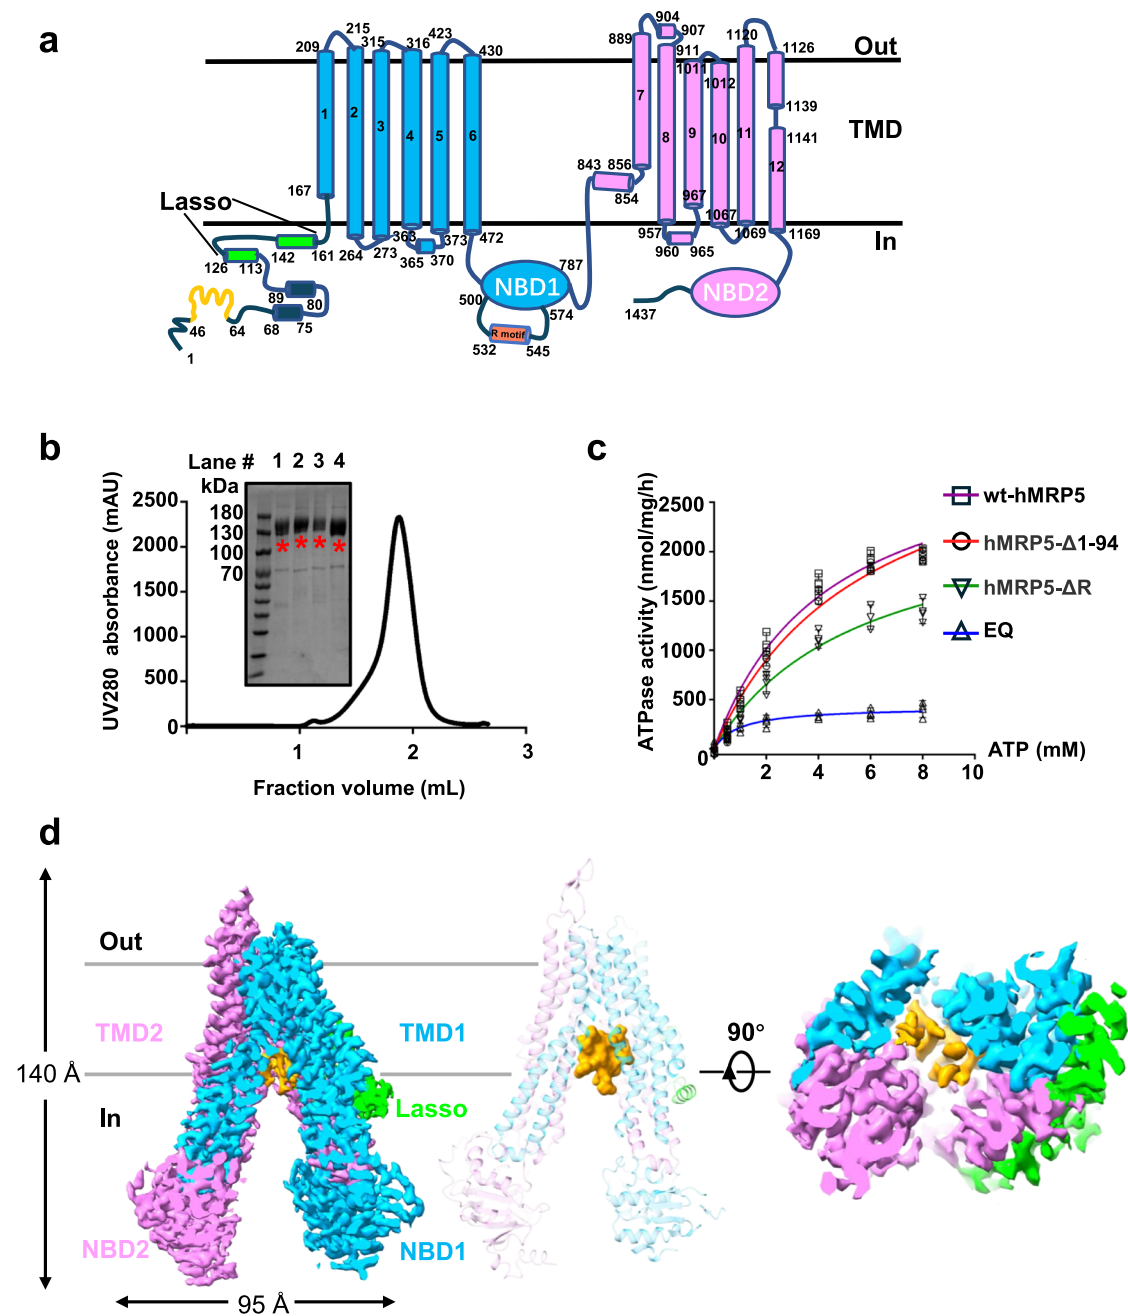 a
215
315
316
423
209
430
904
889
907
911
1011
1012
1120
1126
Out
1
2
3
4
5
6
7
8
9
10
11
12
1139
1141
TMD
843
856
854
967
1067
167
Lasso
126
113
142
161
264
273
363
365
370
373
472
957
960
965
1069
1169
In
89
80
46
64
68
75
1
500
NBD1
787
574
R motif
532
545
1437
NBD2
b
Lane # 1 2 3 4
kDa
180
130
100
70
* * * *
UV280 absorbance (mAU)
2500
2000
1500
1000
500
0
1
2
3
Fraction volume (mL)
c
ATPase activity (nmol/mg/h)
2500
2000
1500
1000
500
0
2
4
6
8
10
ATP (mM)
wt-hMRP5
hMRP5-Δ1-94
hMRP5-ΔR
EQ
d
Out
TMD2
TMD1
140 Å
In
Lasso
NBD2
NBD1
95 Å
90°